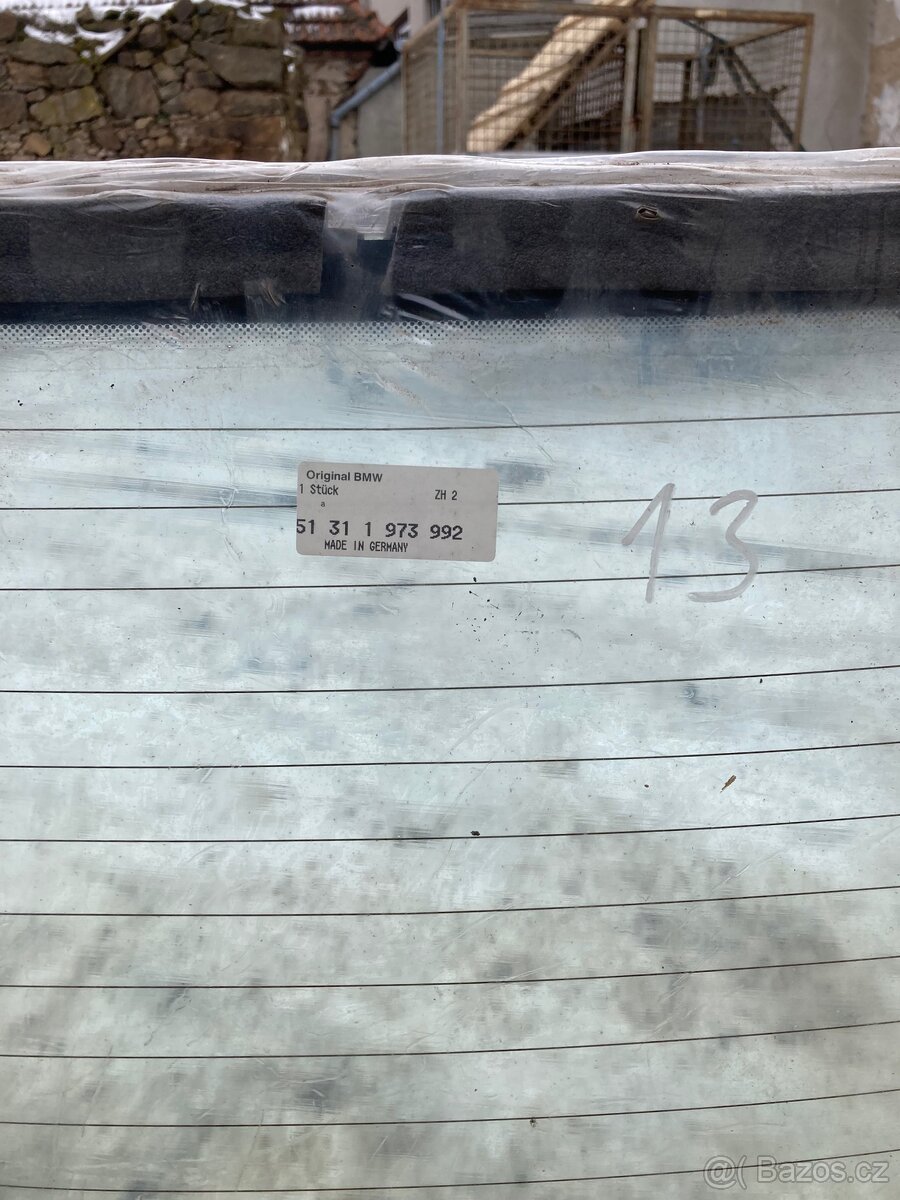 Original BMW
1 Stück
ZH 2
a
51 31 1 973 992
MADE IN GERMANY
13
@( Bazos.cz